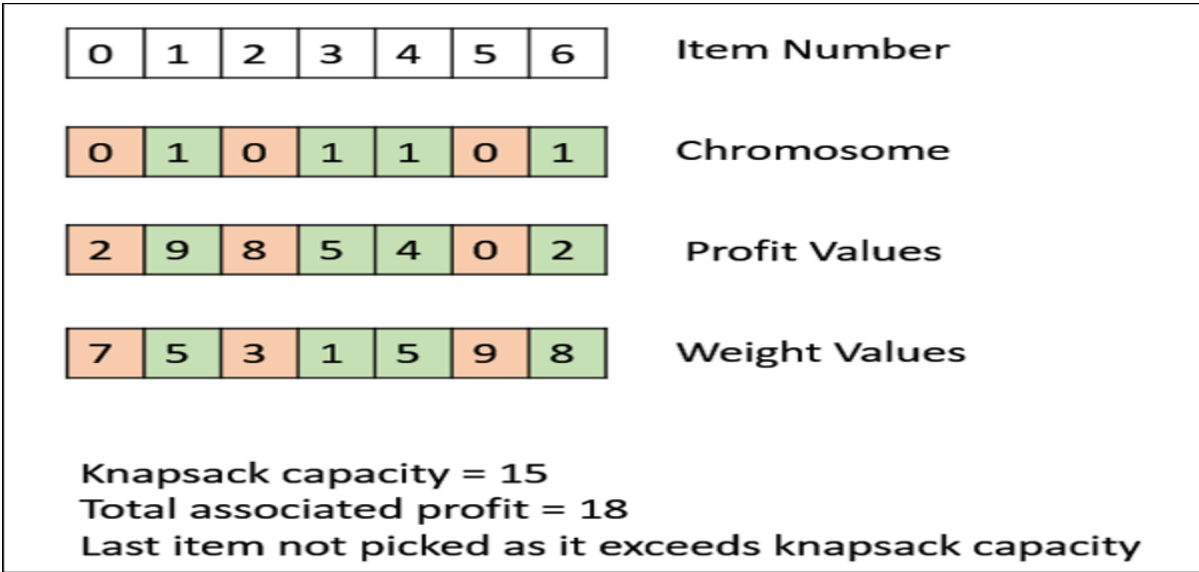 0 1 2 3 4 5 6 Item Number
0 1 0 1 1 0 1 Chromosome
2 9 8 5 4 0 2 Profit Values
7 5 3 1 5 9 8 Weight Values
Knapsack capacity = 15
Total associated profit = 18
Last item not picked as it exceeds knapsack capacity